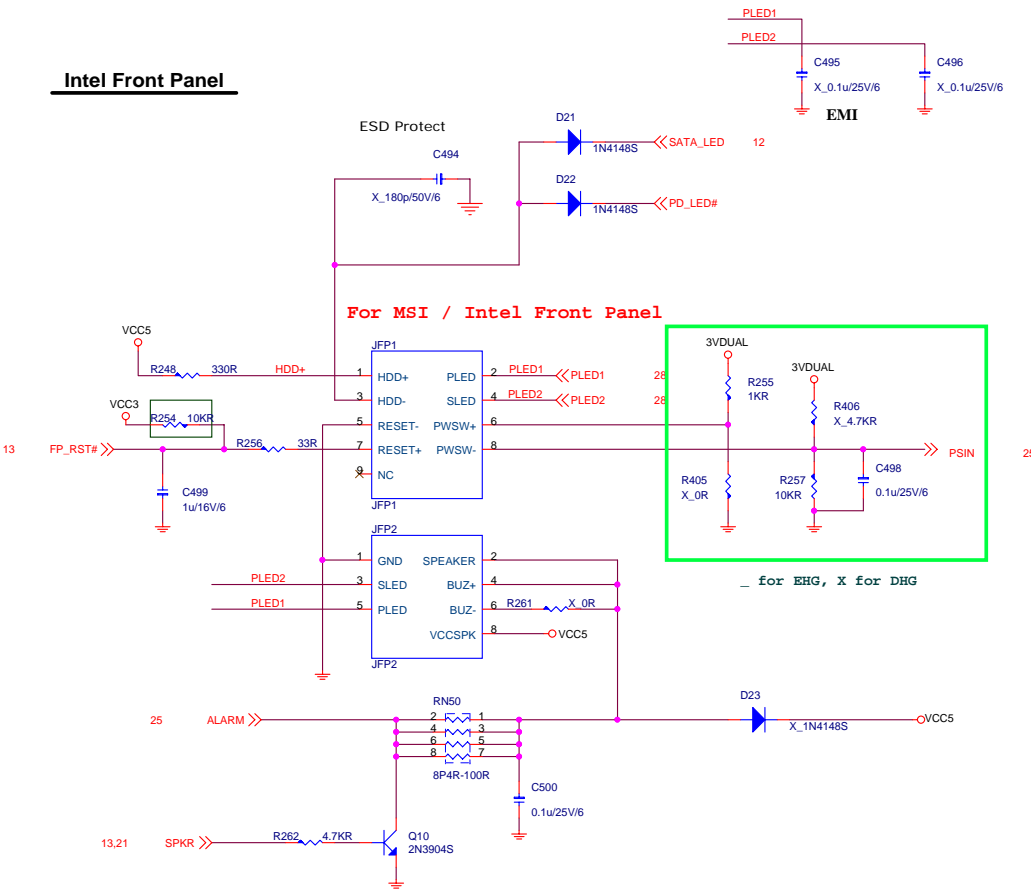 PLED1
PLED2
C495
X_0.1u/25V/6
C496
X_0.1u/25V/6
EMI
Intel Front Panel
ESD Protect
C494
X_180p/50V/6
D21
1N4148S
SATA_LED 12
D22
1N4148S
PD_LED#
For MSI / Intel Front Panel
VCC5
R248 330R HDD+
VCC3
R254 10KR
13 FP_RST#
R256 33R
C499
1u/16V/6
JFP1
1 HDD+ PLED 2 PLED1 PLED1 28
3 HDD- SLED 4 PLED2 PLED2 28
5 RESET- PWSW+ 6
7 RESET+ PWSW- 8
9 NC
JFP1
3VDUAL
R255
1KR
3VDUAL
R406
X_4.7KR
R405
X_0R
R257
10KR
C498
0.1u/25V/6
PSIN
_ for EHG, X for DHG
JFP2
1 GND SPEAKER 2
PLED2 3 SLED BUZ+ 4
PLED1 5 PLED BUZ- 6 R261 X_0R
VCCSPK 8 VCC5
JFP2
25 ALARM
RN50
2 1
4 3
6 5
8 7
8P4R-100R
D23
X_1N4148S
VCC5
C500
0.1u/25V/6
13,21 SPKR
R262 4.7KR
Q10
2N3904S